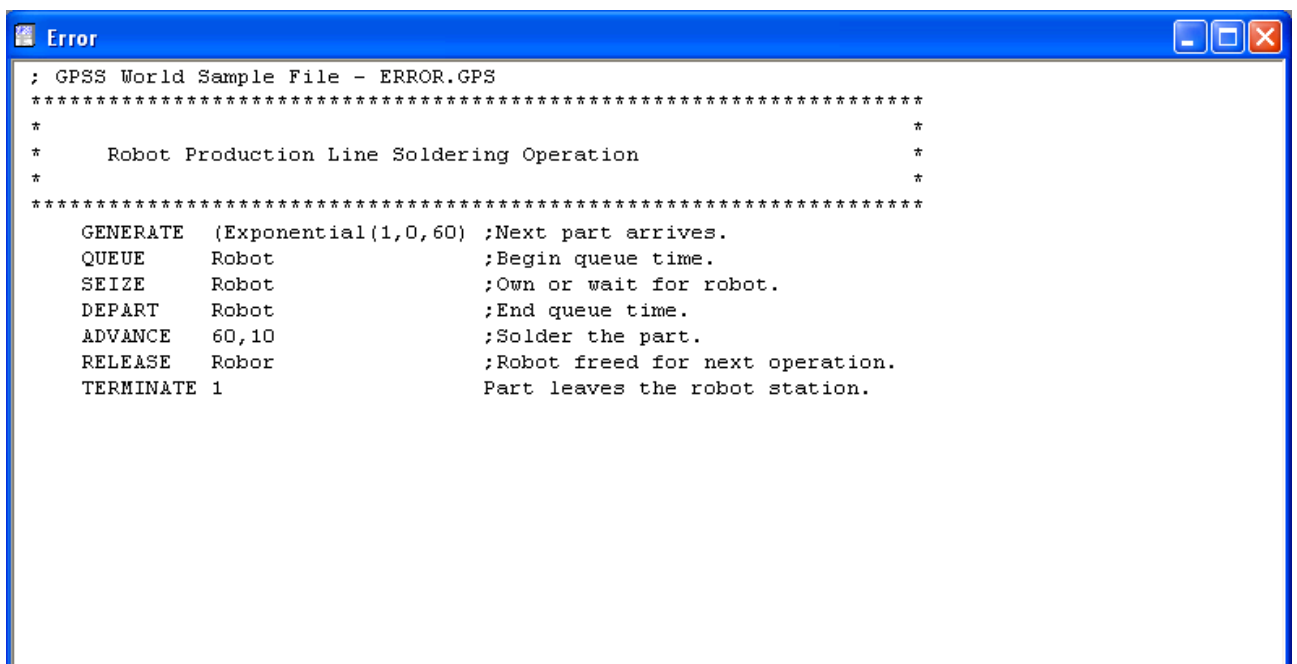 Error
; GPSS World Sample File - ERROR.GPS
*********************************************************************
*                                                                   *
*     Robot Production Line Soldering Operation                     *
*                                                                   *
*********************************************************************
    GENERATE  (Exponential(1,0,60) ;Next part arrives.
    QUEUE     Robot                ;Begin queue time.
    SEIZE     Robot                ;Own or wait for robot.
    DEPART    Robot                ;End queue time.
    ADVANCE   60,10                ;Solder the part.
    RELEASE   Robor                ;Robot freed for next operation.
    TERMINATE 1                    Part leaves the robot station.